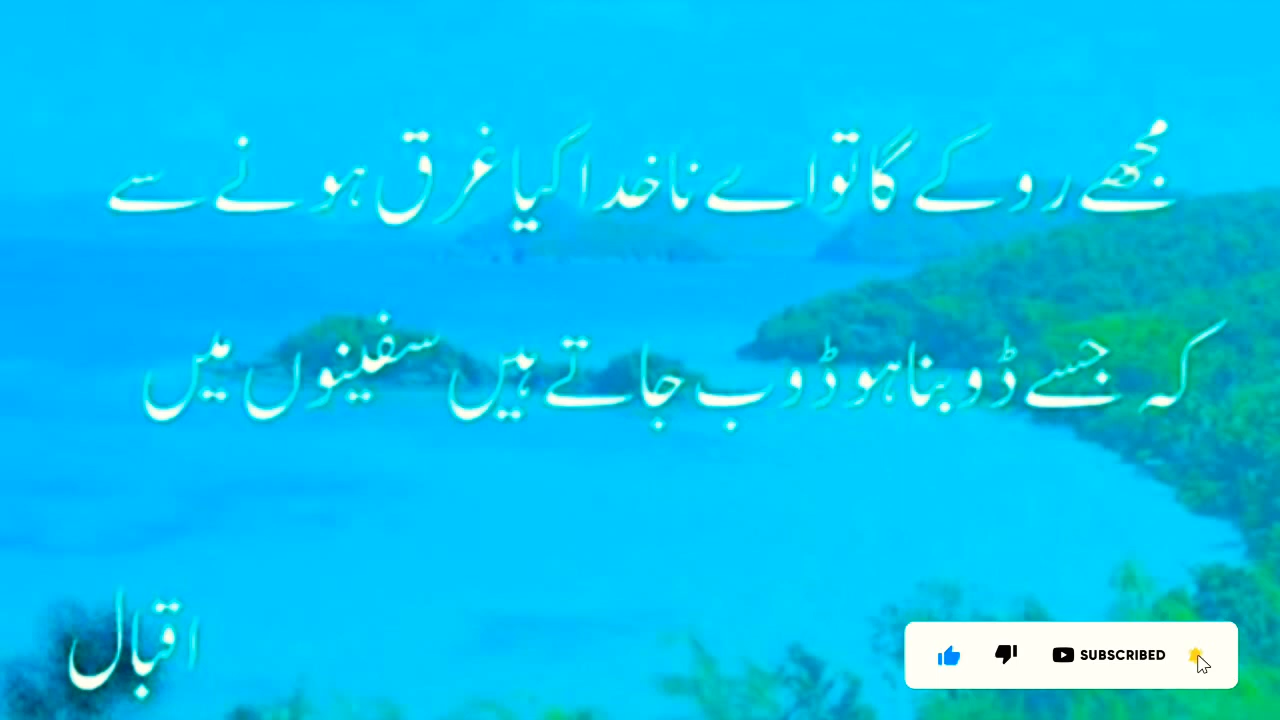 مجھے روکے گا تو اے ناخدا کیا غرق ہونے سے
کہ جسے ڈوبنا ہو ڈوب جاتے ہیں سفینوں میں
اقبال
SUBSCRIBED